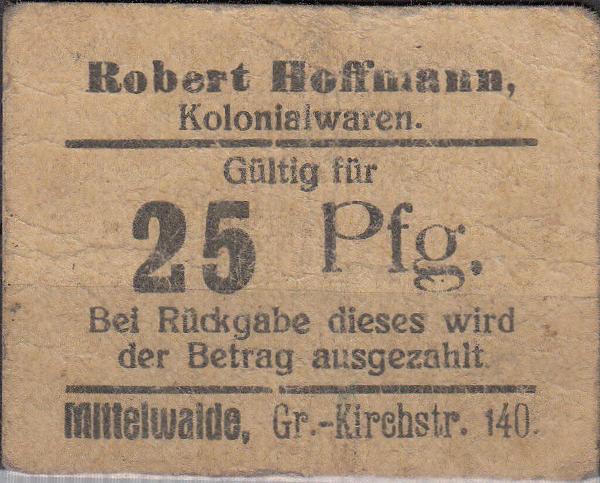 Robert Hoffmann,
Kolonialwaren.
Gültig für
25 Pfg.
Bei Rückgabe dieses wird
der Betrag ausgezahlt.
Mittelwalde, Gr.-Kirchstr. 140.